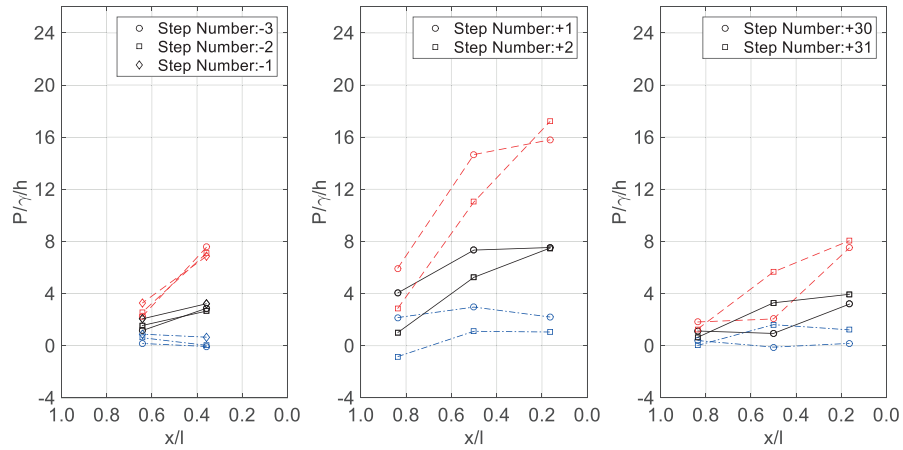 Step Number:-3
Step Number:-2
Step Number:-1
24
20
16
12
8
4
0
-4
1.0 0.8 0.6 0.4 0.2 0.0
P/γ/h
x/l
Step Number:+1
Step Number:+2
24
20
16
12
8
4
0
-4
1.0 0.8 0.6 0.4 0.2 0.0
P/γ/h
x/l
Step Number:+30
Step Number:+31
24
20
16
12
8
4
0
-4
1.0 0.8 0.6 0.4 0.2 0.0
P/γ/h
x/l